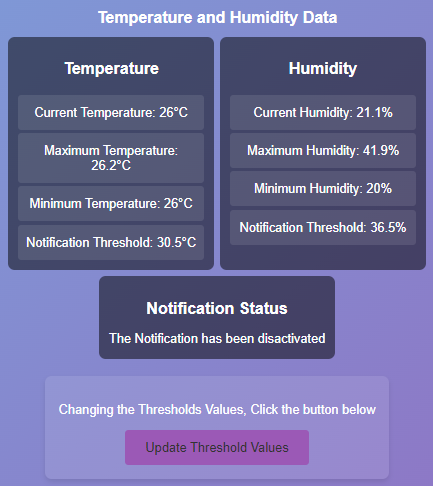 Temperature and Humidity Data
Temperature
Current Temperature: 26°C
Maximum Temperature:
26.2°C
Minimum Temperature: 26°C
Notification Threshold: 30.5°C
Humidity
Current Humidity: 21.1%
Maximum Humidity: 41.9%
Minimum Humidity: 20%
Notification Threshold: 36.5%
Notification Status
The Notification has been disactivated
Changing the Thresholds Values, Click the button below
Update Threshold Values